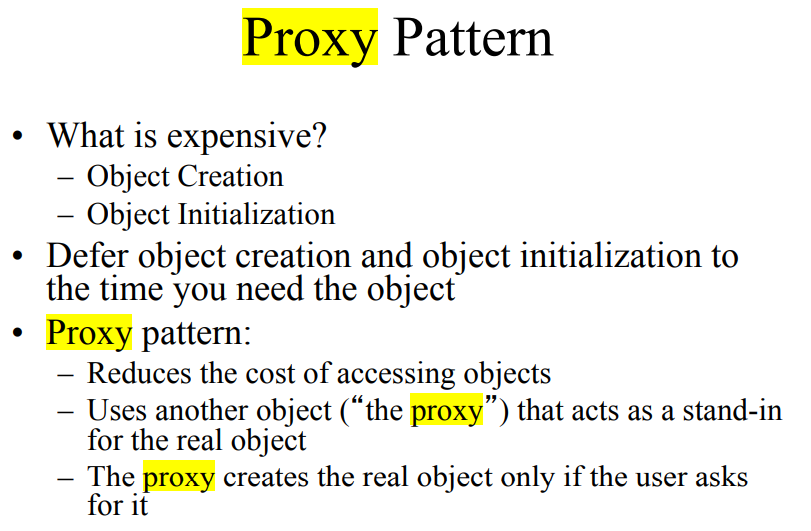 Proxy Pattern
• What is expensive?
– Object Creation
– Object Initialization
• Defer object creation and object initialization to
the time you need the object
• Proxy pattern:
– Reduces the cost of accessing objects
– Uses another object (“the proxy”) that acts as a stand-in
for the real object
– The proxy creates the real object only if the user asks
for it